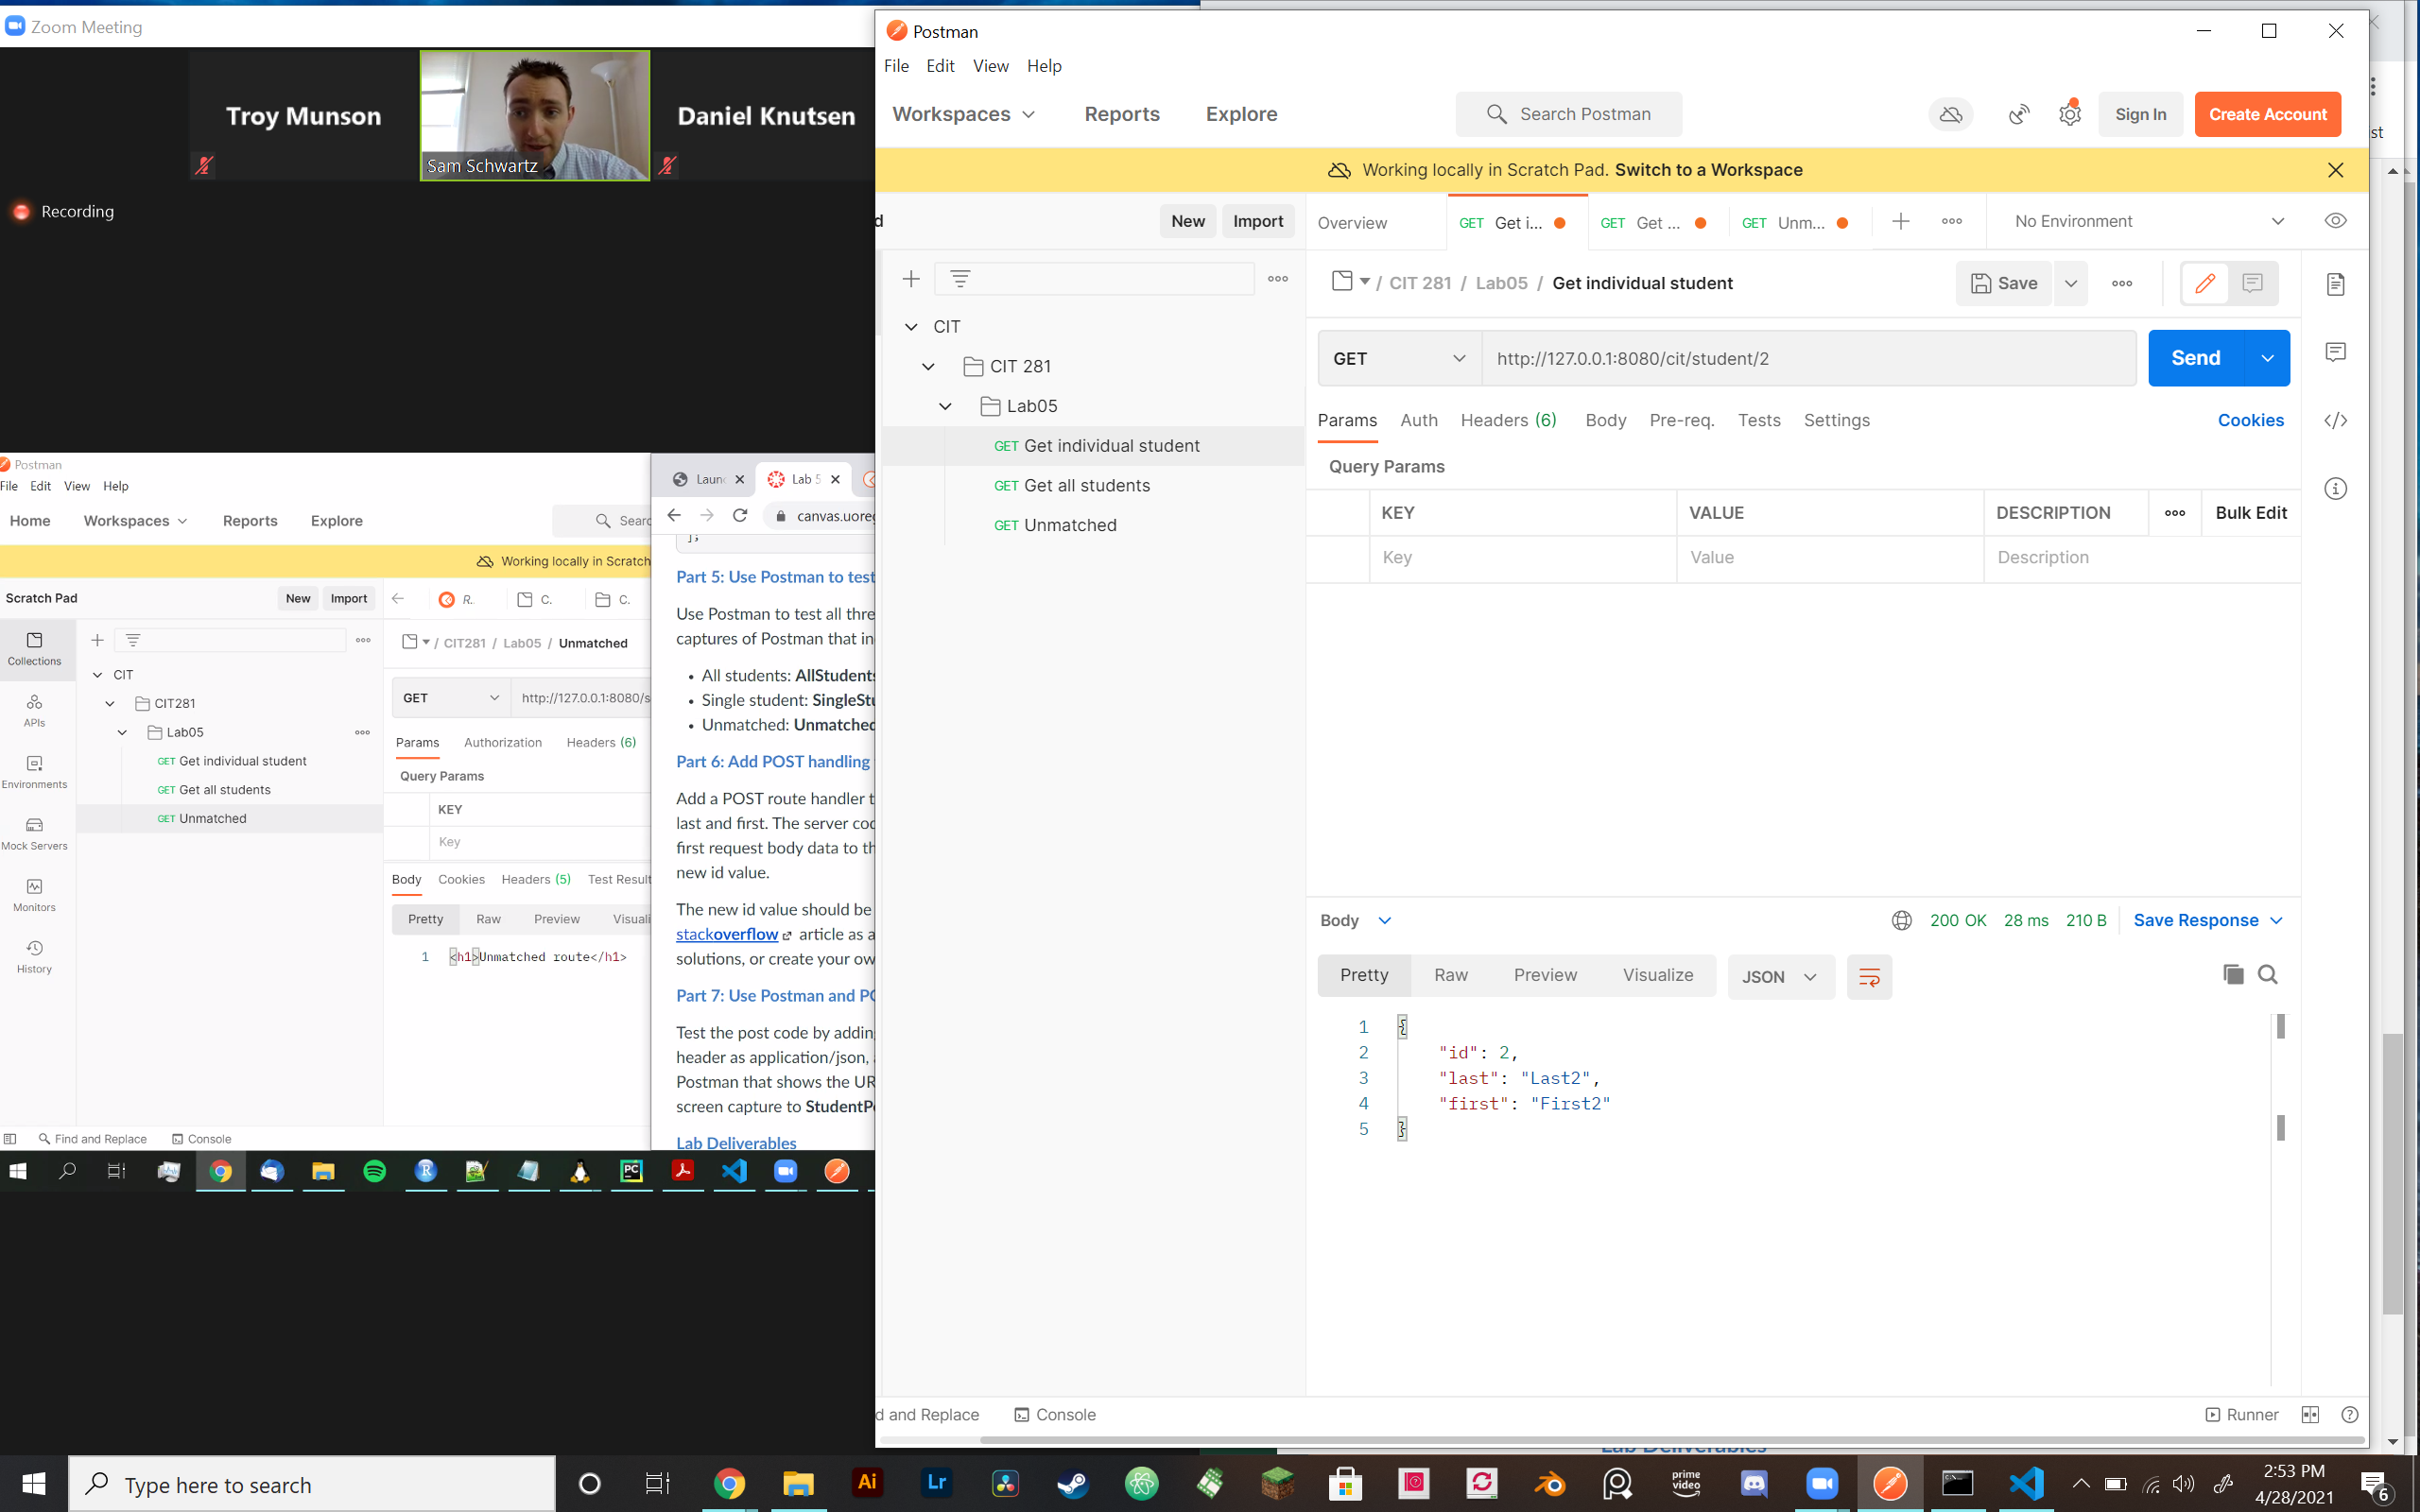 Zoom Meeting
Troy Munson
Sam Schwartz
Daniel Knutsen
Recording
Postman
File Edit View Help
Home Workspaces Reports Explore
Working locally in Scratch
Scratch Pad New Import
R. C. C.
/ CIT281 / Lab05 / Unmatched
Collections
APIs
Environments
Mock Servers
Monitors
History
CIT
CIT281
Lab05
GET Get individual student
GET Get all students
GET Unmatched
GET http://127.0.0.1:8080/s
Params Authorization Headers (6)
Query Params
KEY
Key
Body Cookies Headers (5) Test Result
Pretty Raw Preview
1 <h1>Unmatched route</h1>
Find and Replace Console
Lab 5
canvas.uoreg
];
Part 5: Use Postman to test
Use Postman to test all thre
captures of Postman that in
• All students: AllStudents
• Single student: SingleStu
• Unmatched: Unmatched
Part 6: Add POST handling
Add a POST route handler t
last and first. The server co
first request body data to th
new id value.
The new id value should be
stackoverflow article as a
solutions, or create your ow
Part 7: Use Postman and PO
Test the post code by adding
header as application/json,
Postman that shows the UR
screen capture to StudentPo
Lab Deliverables
Postman
File Edit View Help
Workspaces Reports Explore Search Postman Sign In Create Account
st
Working locally in Scratch Pad. Switch to a Workspace
d New Import
Overview GET Get i... GET Get ... GET Unm... No Environment
CIT
CIT 281
Lab05
GET Get individual student
GET Get all students
GET Unmatched
/ CIT 281 / Lab05 / Get individual student Save
GET http://127.0.0.1:8080/cit/student/2 Send
Params Auth Headers (6) Body Pre-req. Tests Settings Cookies
Query Params
KEY VALUE DESCRIPTION Bulk Edit
Key Value Description
Body 200 OK 28 ms 210 B Save Response
Pretty Raw Preview Visualize JSON
1 {
2 "id": 2,
3 "last": "Last2",
4 "first": "First2"
5 }
d and Replace Console Runner
Type here to search
Ai
Lr
prime video
2:53 PM
4/28/2021
6